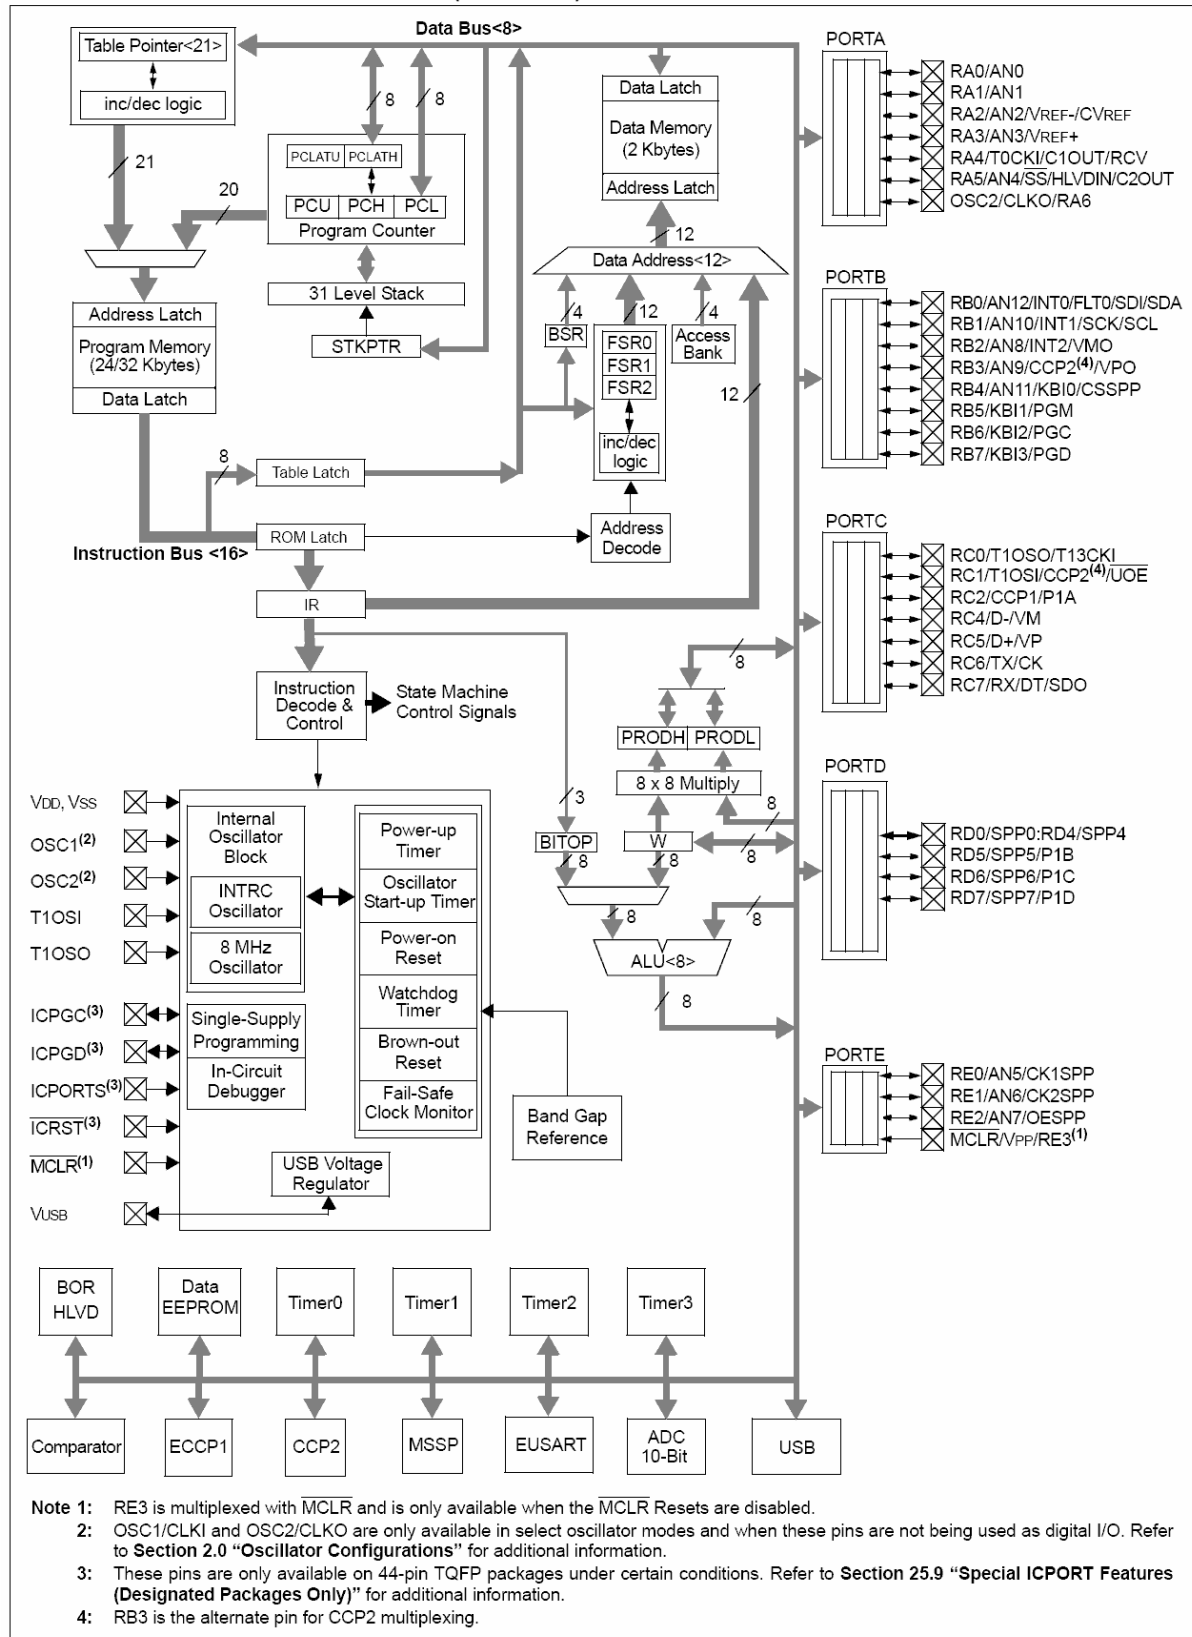 Data Bus<8>
Table Pointer<21>
inc/dec logic
21
20
8
8
PCLATU PCLATH
PCU PCH PCL
Program Counter
31 Level Stack
STKPTR
Address Latch
Program Memory
(24/32 Kbytes)
Data Latch
8
Table Latch
Instruction Bus <16>
ROM Latch
IR
Instruction
Decode &
Control
State Machine
Control Signals
Data Latch
Data Memory
(2 Kbytes)
Address Latch
12
Data Address<12>
4
12
4
BSR
FSR0
FSR1
FSR2
Access
Bank
12
inc/dec
logic
Address
Decode
8
PRODH PRODL
8 x 8 Multiply
3
8
BITOP
W
8
8
8
8
8
ALU<8>
8
PORTA
RA0/AN0
RA1/AN1
RA2/AN2/VREF-/CVREF
RA3/AN3/VREF+
RA4/T0CKI/C1OUT/RCV
RA5/AN4/SS/HLVDIN/C2OUT
OSC2/CLKO/RA6
PORTB
RB0/AN12/INT0/FLT0/SDI/SDA
RB1/AN10/INT1/SCK/SCL
RB2/AN8/INT2/VMO
RB3/AN9/CCP2(4)/VPO
RB4/AN11/KBI0/CSSPP
RB5/KBI1/PGM
RB6/KBI2/PGC
RB7/KBI3/PGD
PORTC
RC0/T1OSO/T13CKI
RC1/T1OSI/CCP2(4)/UOE
RC2/CCP1/P1A
RC4/D-/VM
RC5/D+/VP
RC6/TX/CK
RC7/RX/DT/SDO
PORTD
RD0/SPP0:RD4/SPP4
RD5/SPP5/P1B
RD6/SPP6/P1C
RD7/SPP7/P1D
PORTE
RE0/AN5/CK1SPP
RE1/AN6/CK2SPP
RE2/AN7/OESPP
MCLR/VPP/RE3(1)
VDD, VSS
OSC1(2)
OSC2(2)
T1OSI
T1OSO
ICPGC(3)
ICPGD(3)
ICPORTS(3)
ICRST(3)
MCLR(1)
VUSB
Internal
Oscillator
Block
INTRC
Oscillator
8 MHz
Oscillator
Single-Supply
Programming
In-Circuit
Debugger
Power-up
Timer
Oscillator
Start-up Timer
Power-on
Reset
Watchdog
Timer
Brown-out
Reset
Fail-Safe
Clock Monitor
USB Voltage
Regulator
Band Gap
Reference
BOR
HLVD
Data
EEPROM
Timer0
Timer1
Timer2
Timer3
Comparator
ECCP1
CCP2
MSSP
EUSART
ADC
10-Bit
USB
Note 1: RE3 is multiplexed with MCLR and is only available when the MCLR Resets are disabled.
2: OSC1/CLKI and OSC2/CLKO are only available in select oscillator modes and when these pins are not being used as digital I/O. Refer
to Section 2.0 “Oscillator Configurations” for additional information.
3: These pins are only available on 44-pin TQFP packages under certain conditions. Refer to Section 25.9 “Special ICPORT Features
(Designated Packages Only)” for additional information.
4: RB3 is the alternate pin for CCP2 multiplexing.